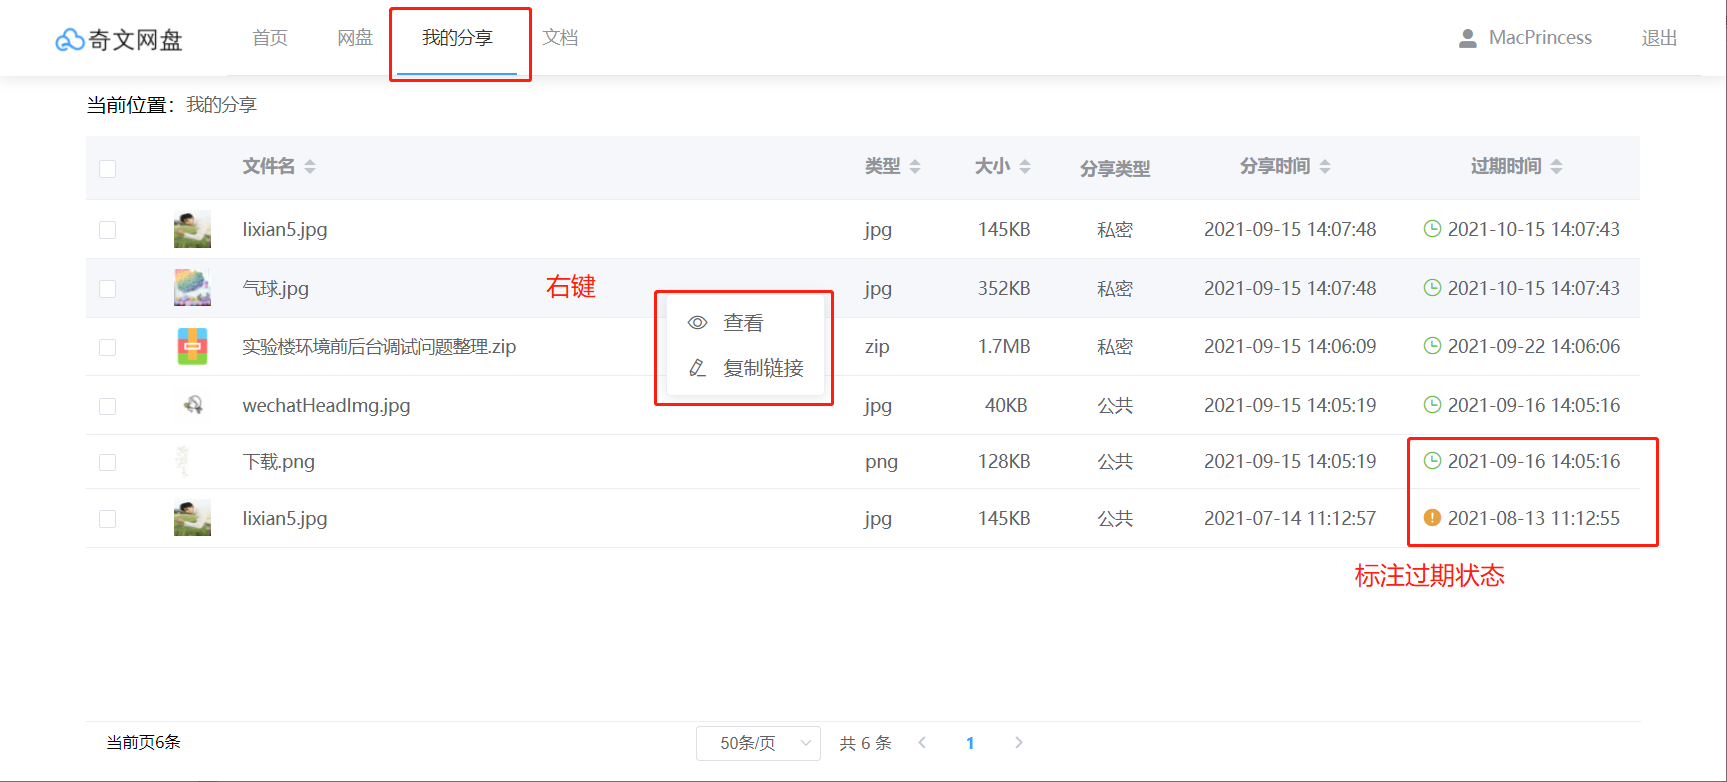 奇文网盘 首页 网盘 我的分享 文档 MacPrincess 退出
当前位置：我的分享
文件名 类型 大小 分享类型 分享时间 过期时间
lixian5.jpg jpg 145KB 私密 2021-09-15 14:07:48 2021-10-15 14:07:43
气球.jpg 右键 jpg 352KB 私密 2021-09-15 14:07:48 2021-10-15 14:07:43
查看
实验楼环境前后台调试问题整理.zip zip 1.7MB 私密 2021-09-15 14:06:09 2021-09-22 14:06:06
复制链接
wechatHeadImg.jpg jpg 40KB 公共 2021-09-15 14:05:19 2021-09-16 14:05:16
下载.png png 128KB 公共 2021-09-15 14:05:19 2021-09-16 14:05:16
lixian5.jpg jpg 145KB 公共 2021-07-14 11:12:57 2021-08-13 11:12:55
标注过期状态
当前页6条 50条/页 共 6 条 1